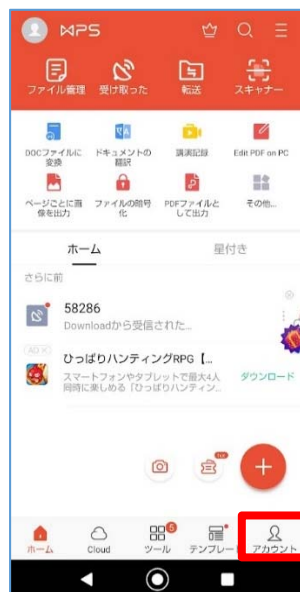 WPS
ファイル管理 受け取った 転送 スキャナー
DOCファイルに変換
ドキュメントの翻訳
講演記録
Edit PDF on PC
ページごとに画像を出力
ファイルの暗号化
PDFファイルとして出力
その他...
ホーム 星付き
さらに前
58286
Downloadから受信された...
AD
ひっぱりハンティングRPG【...
スマートフォンやタブレットで最大4人
同時に楽しめる「ひっぱりハンティン...
ダウンロード
6
ホーム Cloud ツール テンプレー アカウント